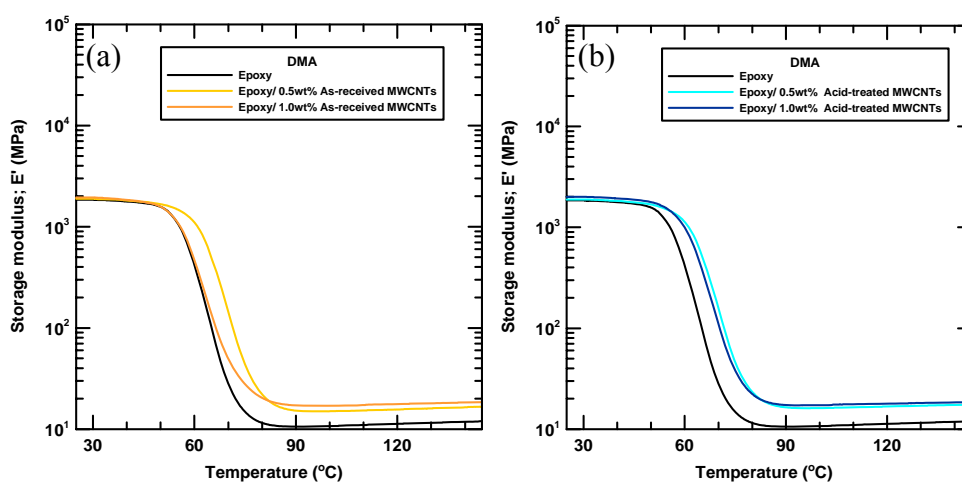 (a)
DMA
Epoxy
Epoxy/ 0.5wt% As-received MWCNTs
Epoxy/ 1.0wt% As-received MWCNTs
Storage modulus; E' (MPa)
10⁵
10⁴
10³
10²
10¹
30 60 90 120
Temperature (°C)
(b)
DMA
Epoxy
Epoxy/ 0.5wt% Acid-treated MWCNTs
Epoxy/ 1.0wt% Acid-treated MWCNTs
Storage modulus; E' (MPa)
10⁵
10⁴
10³
10²
10¹
30 60 90 120
Temperature (°C)